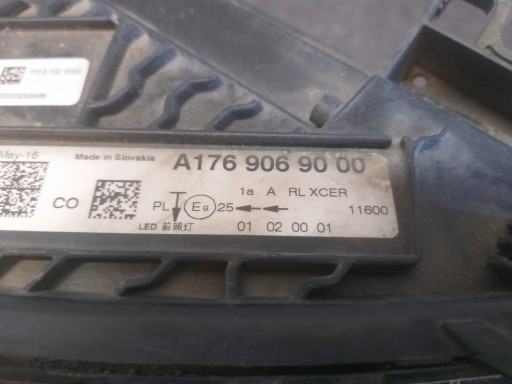 May-16 Made in Slovakia A176 906 90 00
1a A RL XCER
CO PL E9 25 11600
LED 前照灯 01 02 00 01